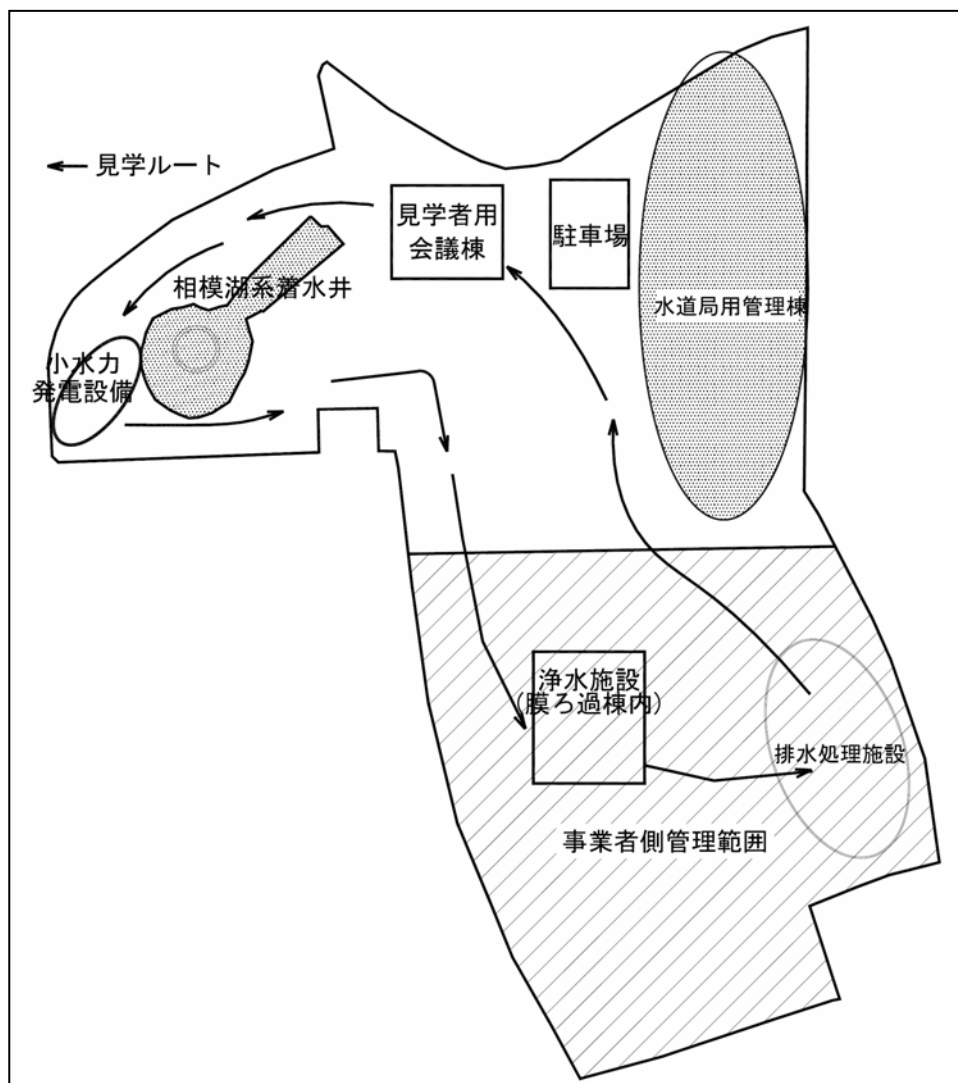 見学ルート
見学者用
会議棟
駐車場
相模湖系着水井
水道局用管理棟
小水力
発電設備
浄水施設
(膜ろ過棟内)
排水処理施設
事業者側管理範囲